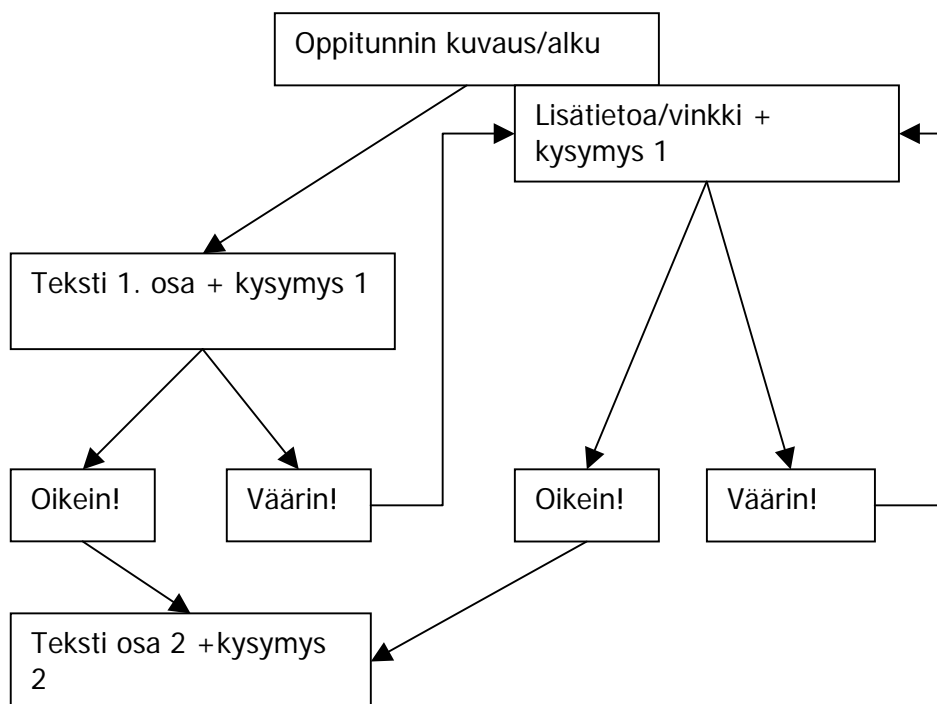 Oppitunnin kuvaus/alku
Lisätietoa/vinkki +
kysymys 1
Teksti 1. osa + kysymys 1
Oikein!
Väärin!
Oikein!
Väärin!
Teksti osa 2 +kysymys
2